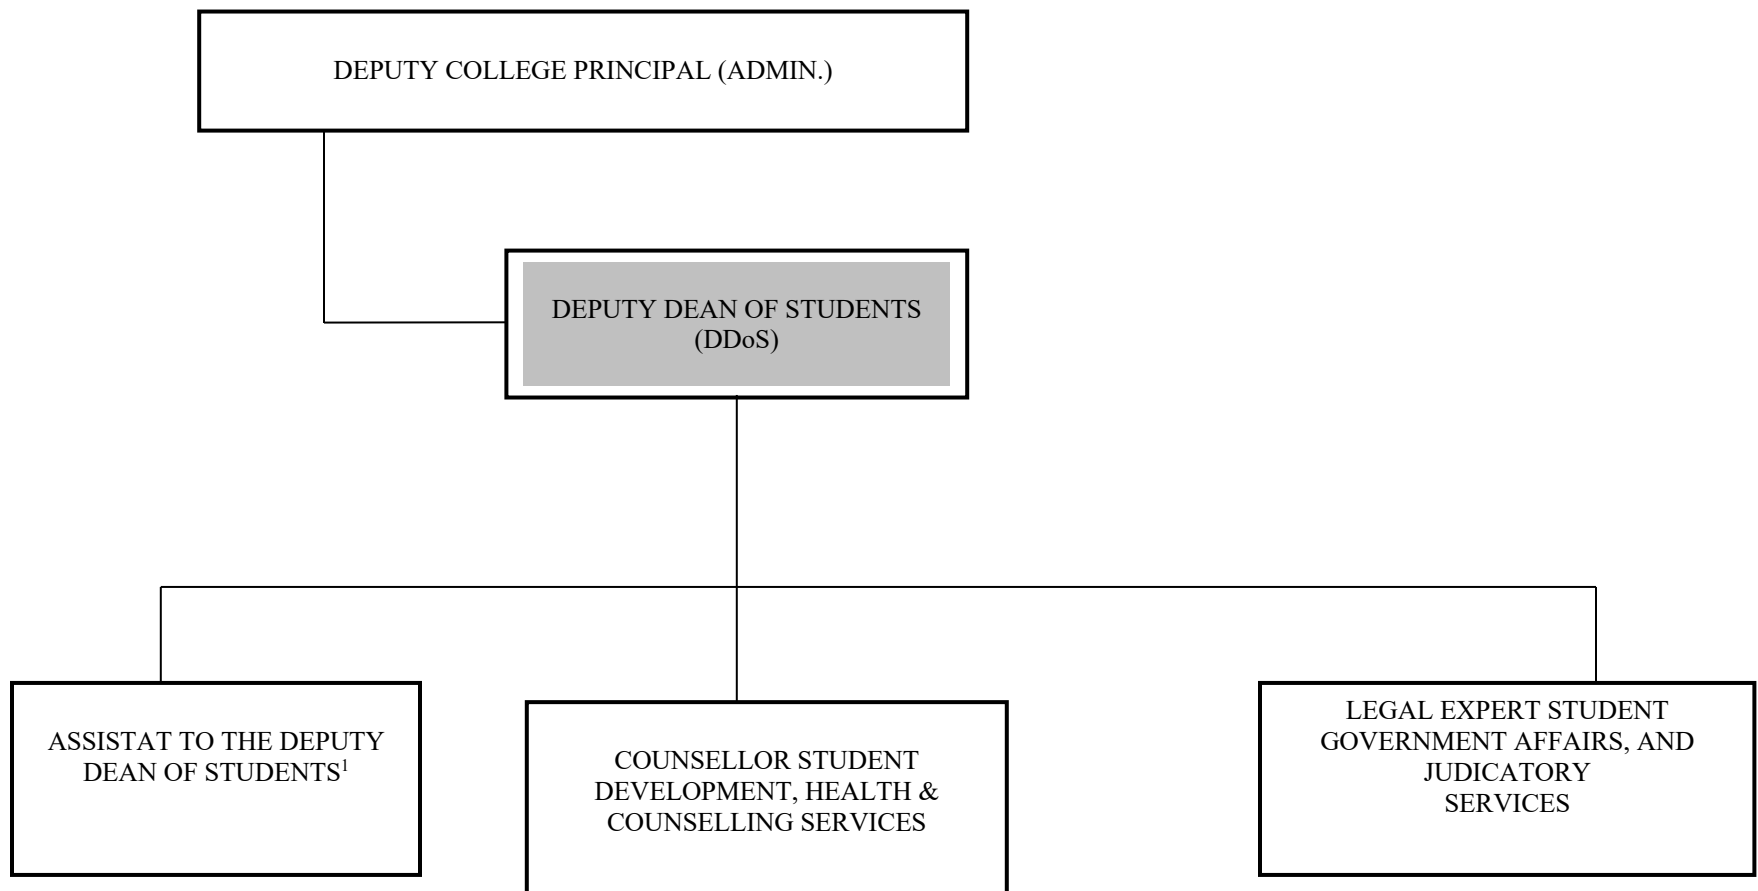 DEPUTY COLLEGE PRINCIPAL (ADMIN.)
DEPUTY DEAN OF STUDENTS
(DDoS)
ASSISTAT TO THE DEPUTY
DEAN OF STUDENTS¹
COUNSELLOR STUDENT
DEVELOPMENT, HEALTH &
COUNSELLING SERVICES
LEGAL EXPERT STUDENT
GOVERNMENT AFFAIRS, AND
JUDICATORY
SERVICES